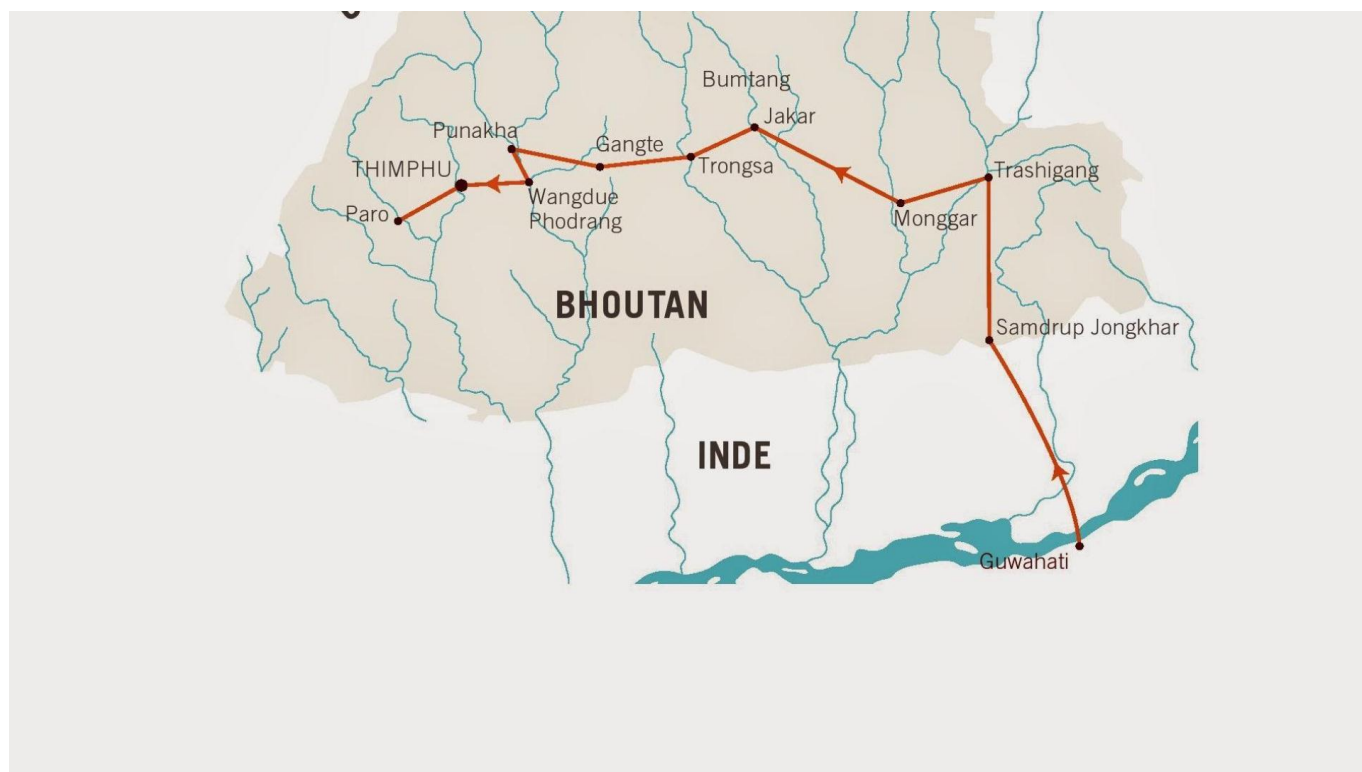 Bumtang
Jakar
Punakha
Gangte
THIMPHU
Trongsa
Trashigang
Wangdue
Phodrang
Paro
Monggar
BHOUTAN
Samdrup Jongkhar
INDE
Guwahati